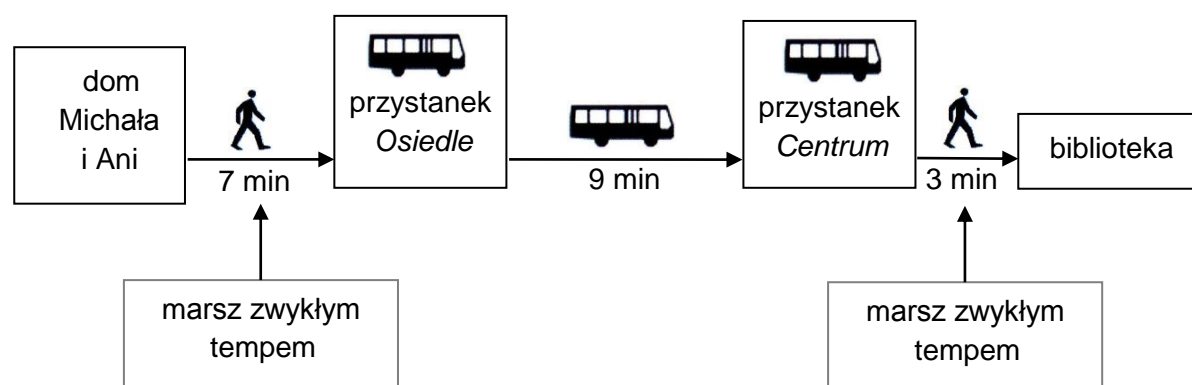 dom
Michała
i Ani
7 min
przystanek
Osiedle
9 min
przystanek
Centrum
3 min
biblioteka
marsz zwykłym
tempem
marsz zwykłym
tempem